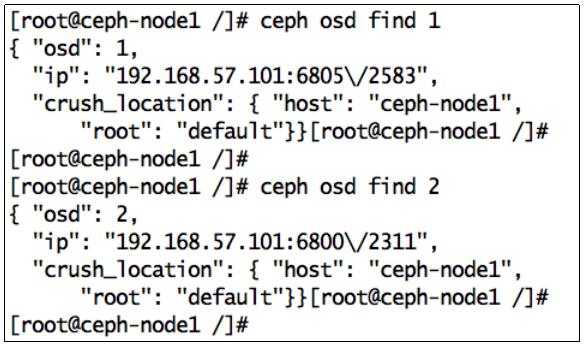 [root@ceph-node1 /]# ceph osd find 1
{ "osd": 1,
  "ip": "192.168.57.101:6805\/2583",
  "crush_location": { "host": "ceph-node1",
      "root": "default"}}[root@ceph-node1 /]#
[root@ceph-node1 /]#
[root@ceph-node1 /]# ceph osd find 2
{ "osd": 2,
  "ip": "192.168.57.101:6800\/2311",
  "crush_location": { "host": "ceph-node1",
      "root": "default"}}[root@ceph-node1 /]#
[root@ceph-node1 /]#